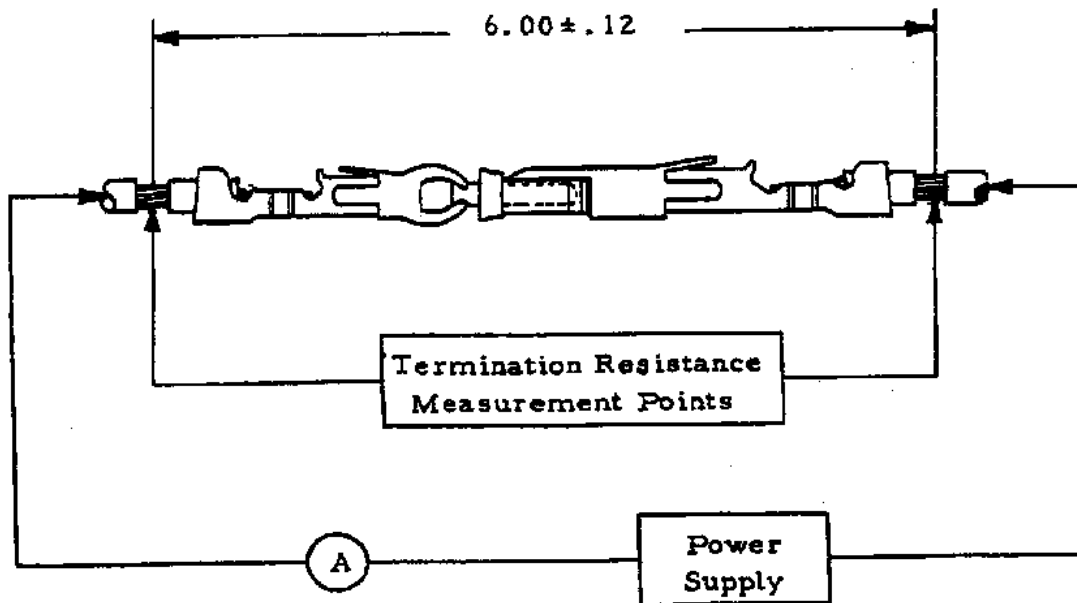 6.00±.12
Termination Resistance
Measurement Points
A
Power
Supply